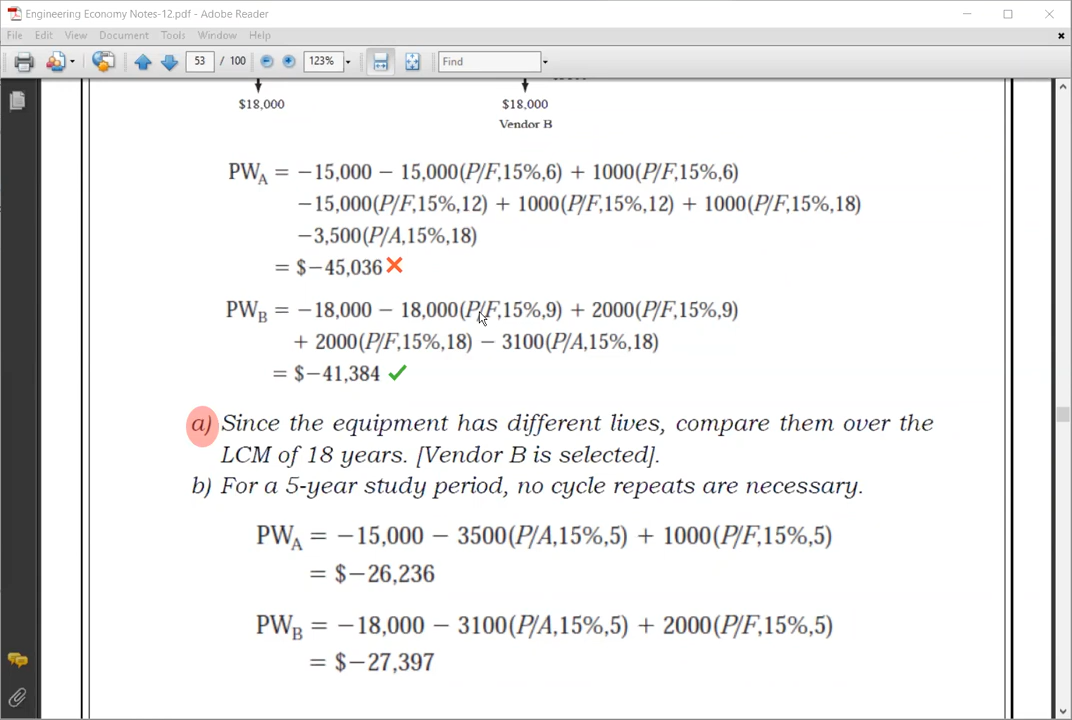 Engineering Economy Notes-12.pdf - Adobe Reader
File Edit View Document Tools Window Help
53 / 100 123% Find
$18,000 $18,000
Vendor B
PWA = −15,000 − 15,000(P/F,15%,6) + 1000(P/F,15%,6)
−15,000(P/F,15%,12) + 1000(P/F,15%,12) + 1000(P/F,15%,18)
−3,500(P/A,15%,18)
= $−45,036
PWB = −18,000 − 18,000(P/F,15%,9) + 2000(P/F,15%,9)
+ 2000(P/F,15%,18) − 3100(P/A,15%,18)
= $−41,384
a) Since the equipment has different lives, compare them over the
LCM of 18 years. [Vendor B is selected].
b) For a 5-year study period, no cycle repeats are necessary.
PWA = −15,000 − 3500(P/A,15%,5) + 1000(P/F,15%,5)
= $−26,236
PWB = −18,000 − 3100(P/A,15%,5) + 2000(P/F,15%,5)
= $−27,397